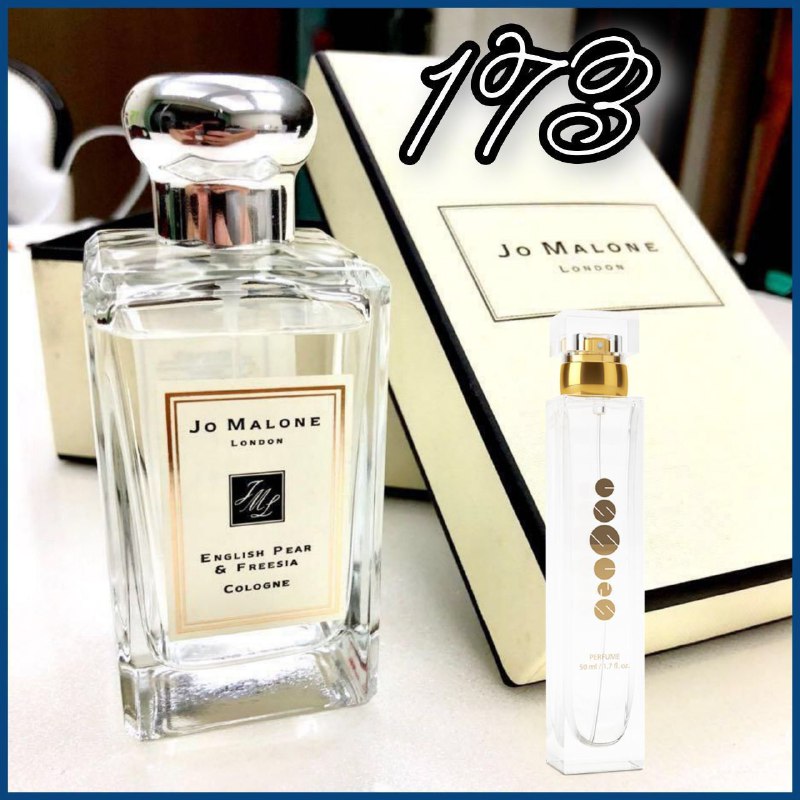 173
JO MALONE
LONDON
JO MALONE
LONDON
JML
ENGLISH PEAR
& FREESIA
COLOGNE
essens
PERFUME
50 ml / 1.7 fl. oz.